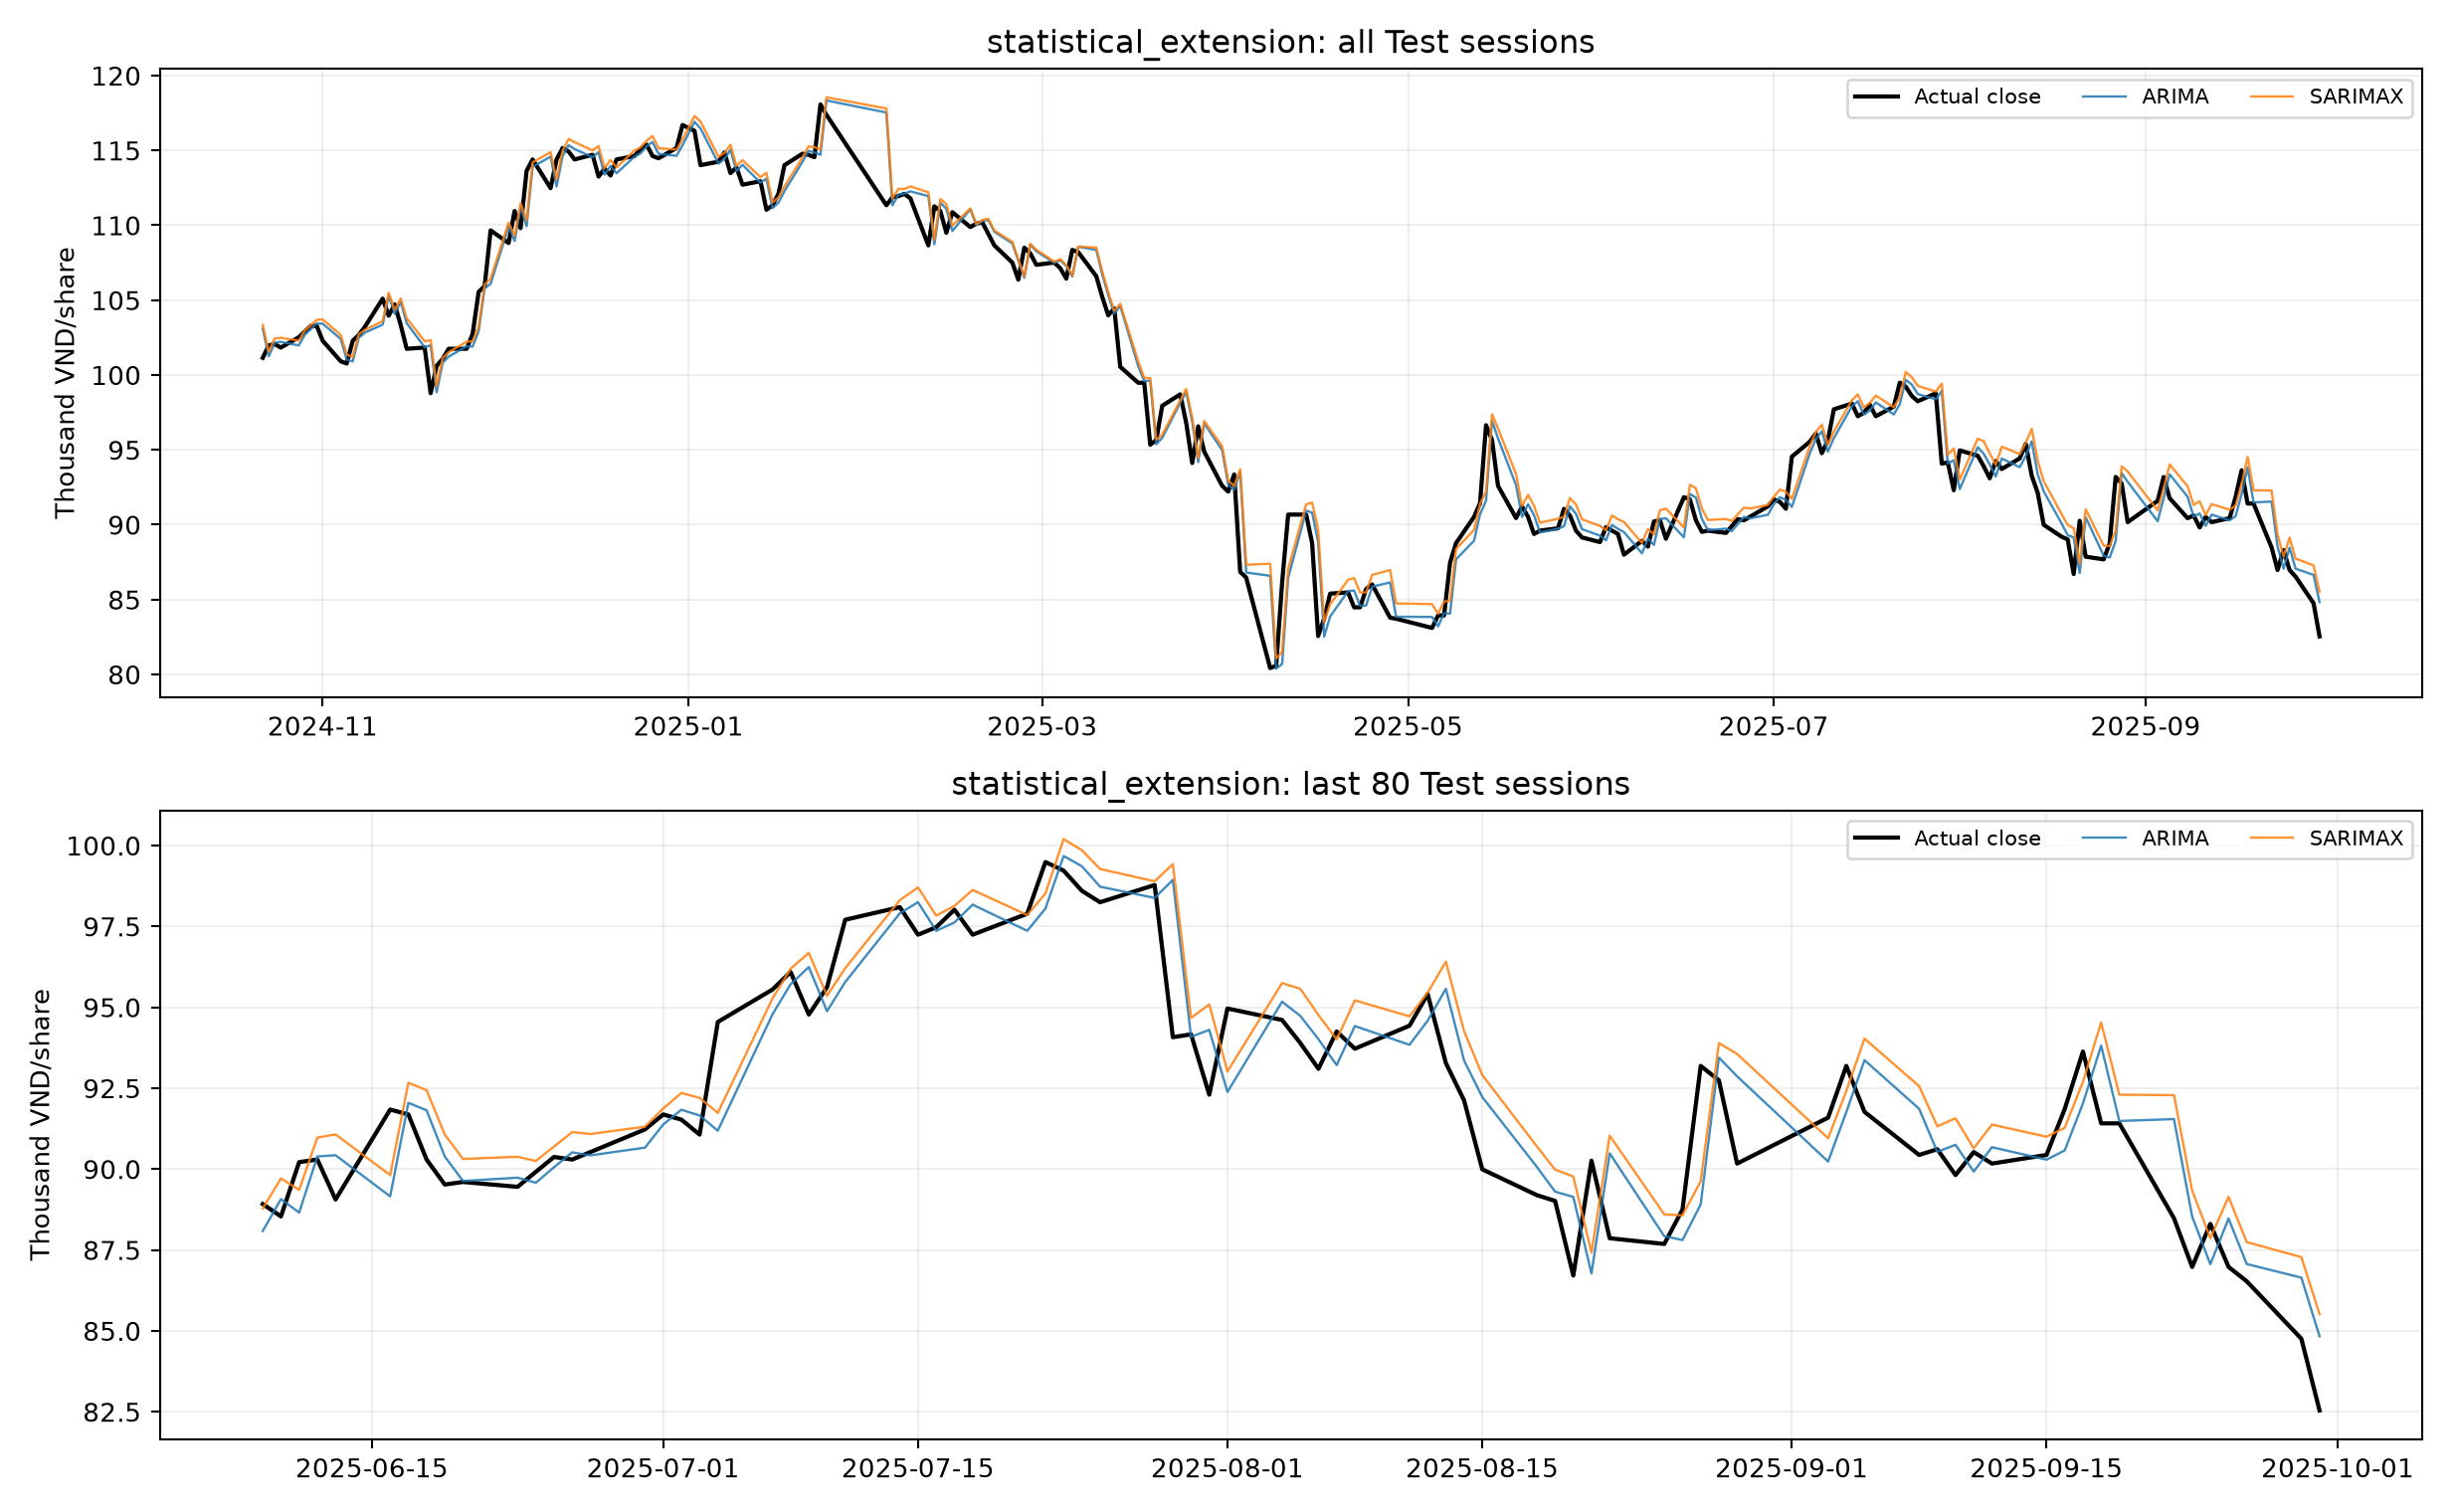 statistical_extension: all Test sessions
Actual close ARIMA SARIMAX
Thousand VND/share
120
115
110
105
100
95
90
85
80
2024-11 2025-01 2025-03 2025-05 2025-07 2025-09
statistical_extension: last 80 Test sessions
Actual close ARIMA SARIMAX
Thousand VND/share
100.0
97.5
95.0
92.5
90.0
87.5
85.0
82.5
2025-06-15 2025-07-01 2025-07-15 2025-08-01 2025-08-15 2025-09-01 2025-09-15 2025-10-01